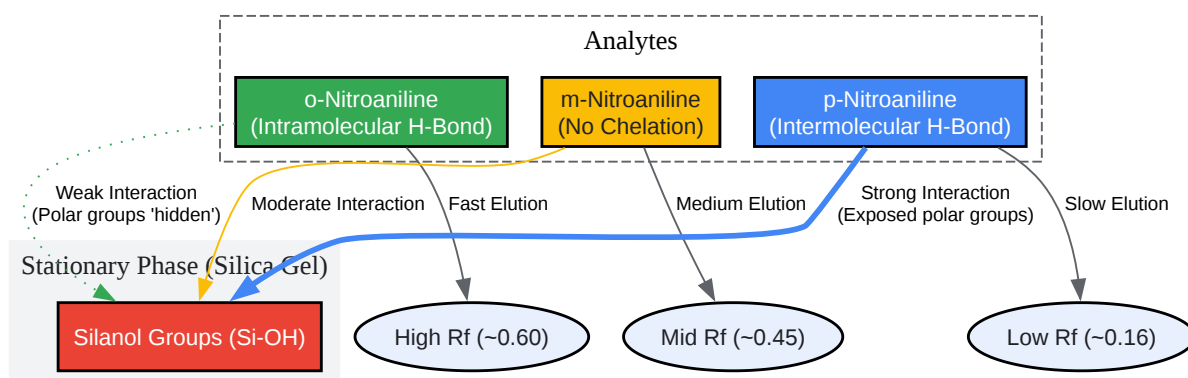 Analytes
o-Nitroaniline
(Intramolecular H-Bond)
m-Nitroaniline
(No Chelation)
p-Nitroaniline
(Intermolecular H-Bond)
Weak Interaction
(Polar groups 'hidden')
Moderate Interaction
Fast Elution
Medium Elution
Strong Interaction
(Exposed polar groups)
Slow Elution
Stationary Phase (Silica Gel)
Silanol Groups (Si-OH)
High Rf (~0.60)
Mid Rf (~0.45)
Low Rf (~0.16)